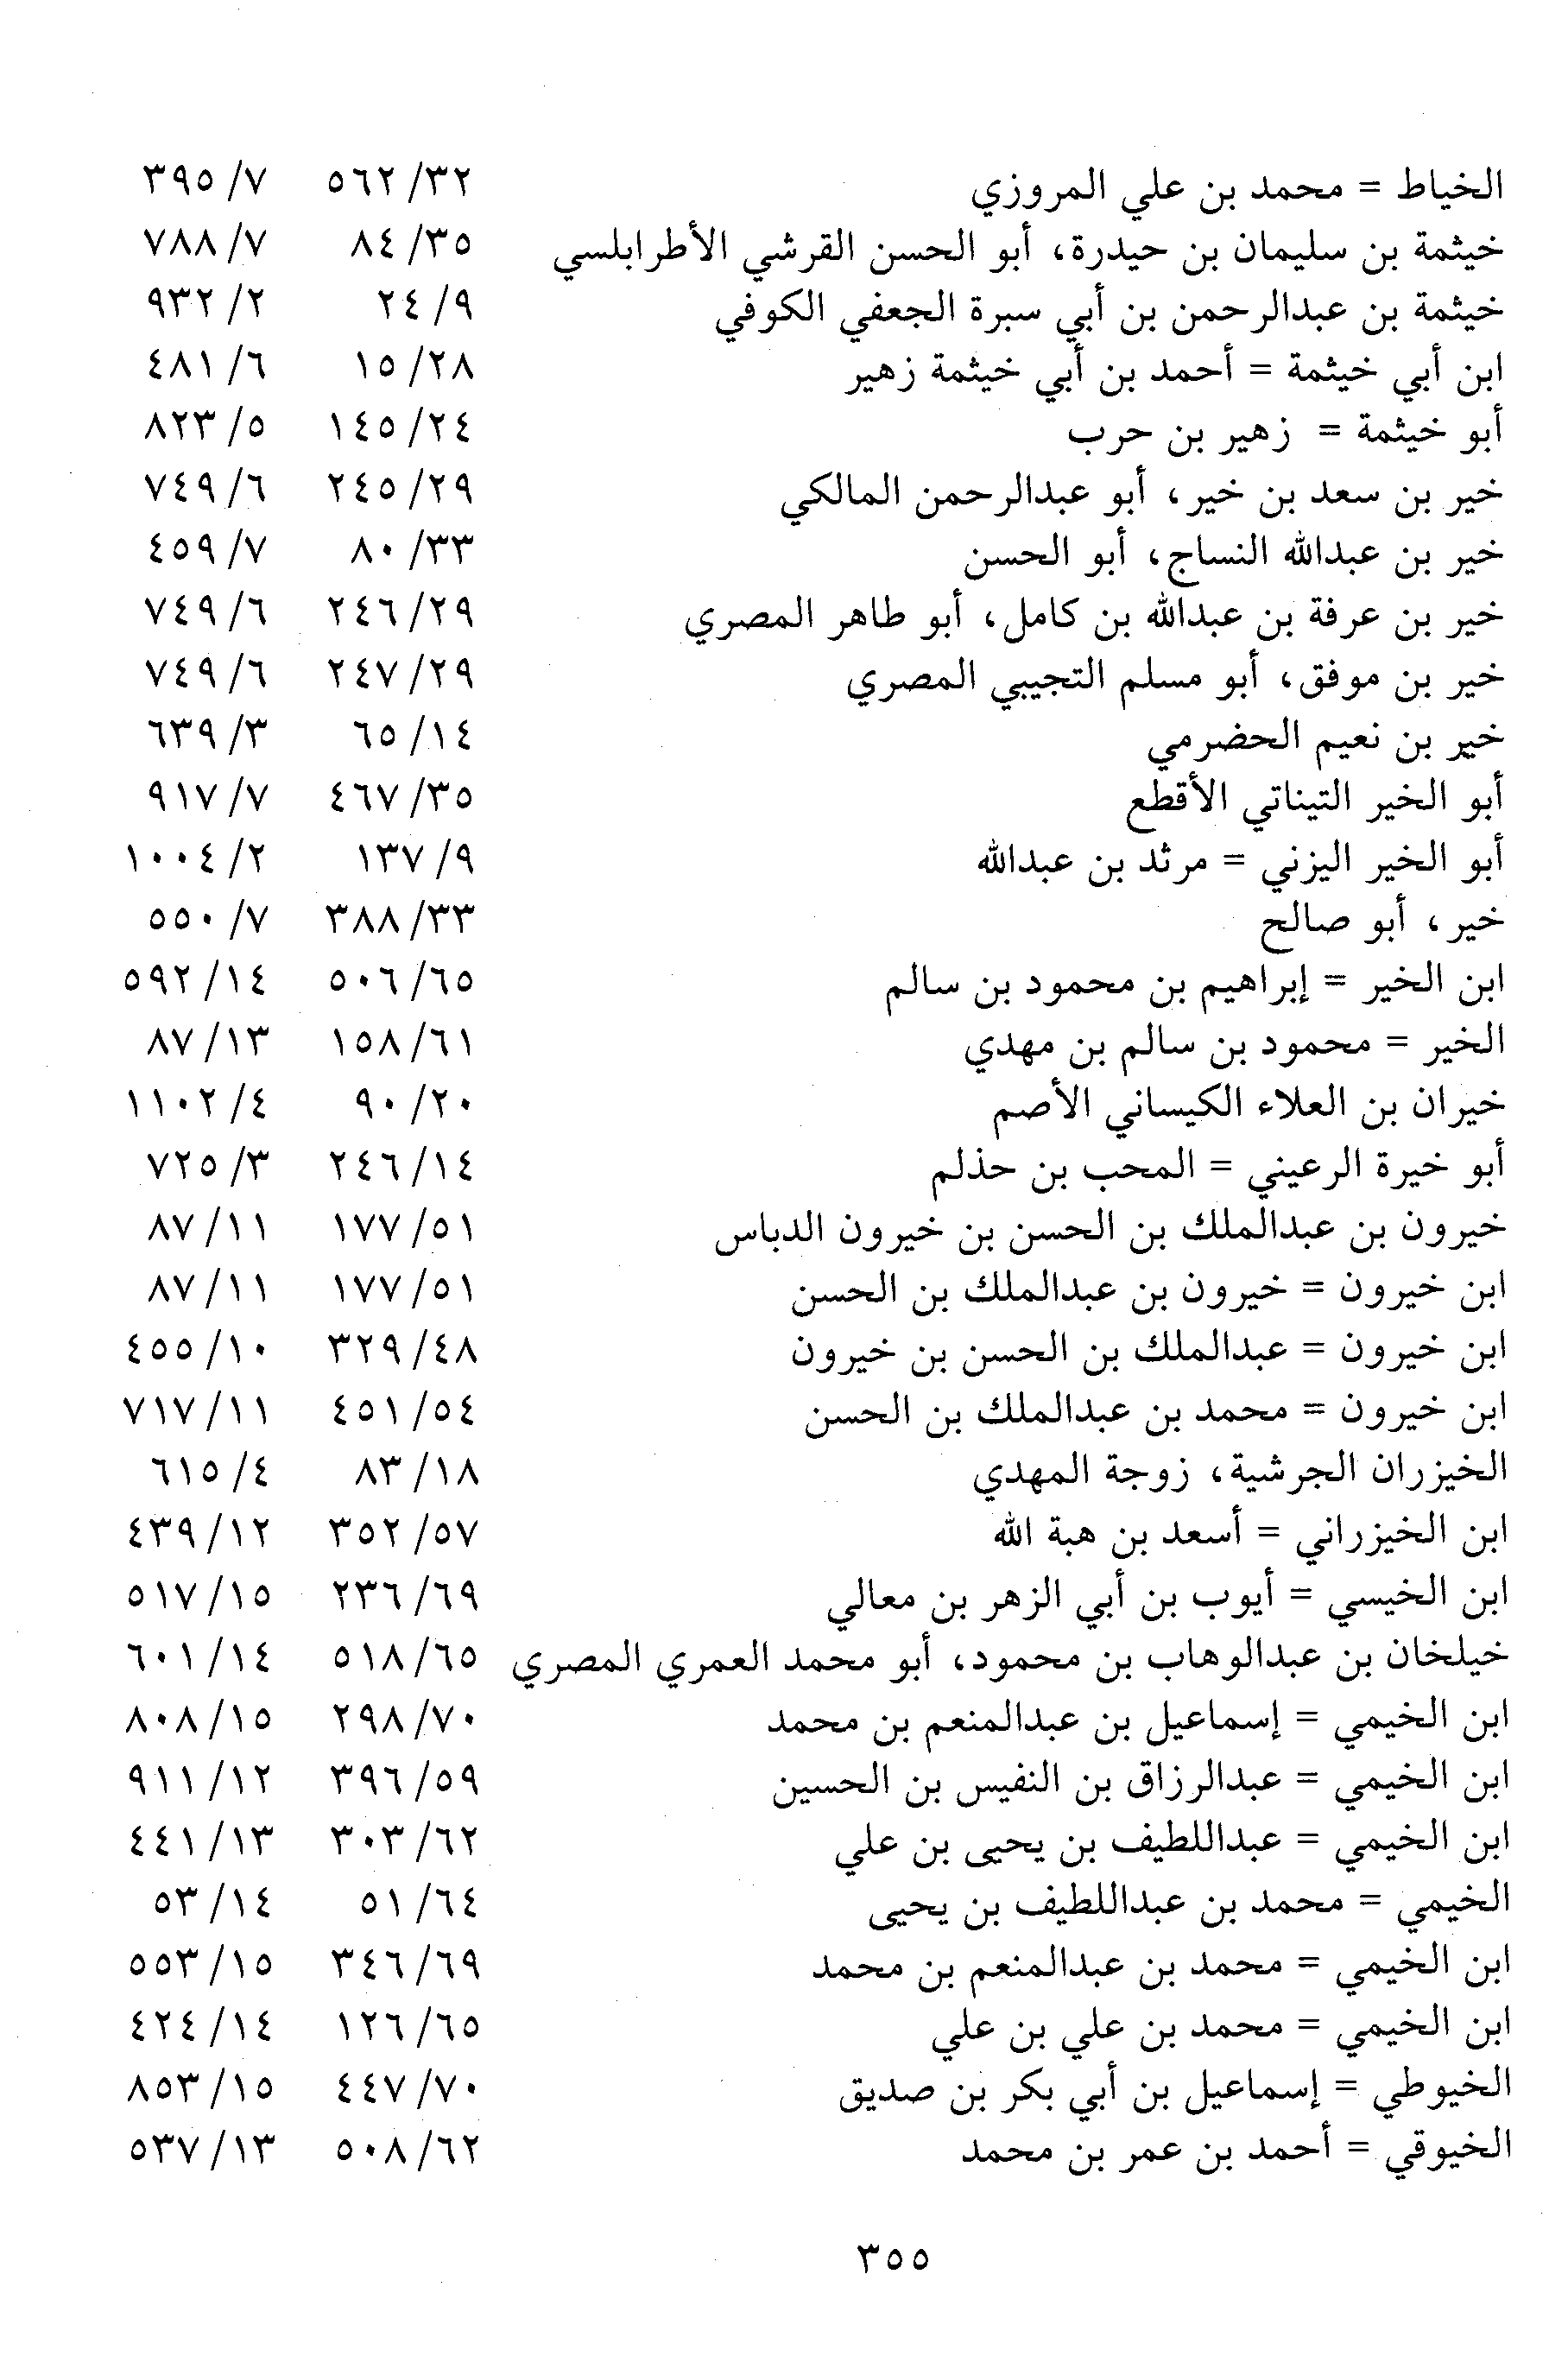 الخياط = محمد بن علي المروزي ٣٢/ ٥٦٢ ٧/ ٣٩٥
خيثمة بن سليمان بن حيدرة، أبو الحسن القرشي الأطرابلسي ٣٥/ ٨٤ ٧/ ٧٨٨
خيثمة بن عبدالرحمن بن أبي سبرة الجعفي الكوفي ٩/ ٢٤ ٢/ ٩٣٢
ابن أبي خيثمة = أحمد بن أبي خيثمة زهير ٢٨/ ١٥ ٦/ ٤٨١
أبو خيثمة = زهير بن حرب ٢٤/ ١٤٥ ٥/ ٨٢٣
خير بن سعد بن خير، أبو عبدالرحمن المالكي ٢٩/ ٢٤٥ ٦/ ٧٤٩
خير بن عبدالله النساج، أبو الحسن ٣٣/ ٨٠ ٧/ ٤٥٩
خير بن عرفة بن عبدالله بن كامل، أبو طاهر المصري ٢٩/ ٢٤٦ ٦/ ٧٤٩
خير بن موفق، أبو مسلم التجيبي المصري ٢٩/ ٢٤٧ ٦/ ٧٤٩
خير بن نعيم الحضرمي ١٤/ ٦٥ ٣/ ٦٣٩
أبو الخير التيناتي الأقطع ٣٥/ ٤٦٧ ٧/ ٩١٧
أبو الخير اليزني = مرثد بن عبدالله ٩/ ١٣٧ ٢/ ١٠٠٤
خير، أبو صالح ٣٣/ ٣٨٨ ٧/ ٥٥٠
ابن الخير = إبراهيم بن محمود بن سالم ٦٥/ ٥٠٦ ١٤/ ٥٩٢
الخير = محمود بن سالم بن مهدي ٦١/ ١٥٨ ١٣/ ٨٧
خيران بن العلاء الكيساني الأصم ٢٠/ ٩٠ ٤/ ١١٠٢
أبو خيرة الرعيني = المحب بن حذلم ١٤/ ٢٤٦ ٣/ ٧٢٥
خيرون بن عبدالملك بن الحسن بن خيرون الدباس ٥١/ ١٧٧ ١١/ ٨٧
ابن خيرون = خيرون بن عبدالملك بن الحسن ٥١/ ١٧٧ ١١/ ٨٧
ابن خيرون = عبدالملك بن الحسن بن خيرون ٤٨/ ٣٢٩ ١٠/ ٤٥٥
ابن خيرون = محمد بن عبدالملك بن الحسن ٥٤/ ٤٥١ ١١/ ٧١٧
الخيزران الجرشية، زوجة المهدي ١٨/ ٨٣ ٤/ ٦١٥
ابن الخيزراني = أسعد بن هبة الله ٥٧/ ٣٥٢ ١٢/ ٤٣٩
ابن الخيسي = أيوب بن أبي الزهر بن معالي ٦٩/ ٢٣٦ ١٥/ ٥١٧
خيلخان بن عبدالوهاب بن محمود، أبو محمد العمري المصري ٦٥/ ٥١٨ ١٤/ ٦٠١
ابن الخيمي = إسماعيل بن عبدالمنعم بن محمد ٧٠/ ٢٩٨ ١٥/ ٨٠٨
ابن الخيمي = عبدالرزاق بن النفيس بن الحسين ٥٩/ ٣٩٦ ١٢/ ٩١١
ابن الخيمي = عبداللطيف بن يحيى بن علي ٦٢/ ٣٠٣ ١٣/ ٤٤١
الخيمي = محمد بن عبداللطيف بن يحيى ٦٤/ ٥١ ١٤/ ٥٣
ابن الخيمي = محمد بن عبدالمنعم بن محمد ٦٩/ ٣٤٦ ١٥/ ٥٥٣
ابن الخيمي = محمد بن علي بن علي ٦٥/ ١٢٦ ١٤/ ٤٢٤
الخيوطي = إسماعيل بن أبي بكر بن صديق ٧٠/ ٤٤٧ ١٥/ ٨٥٣
الخيوقي = أحمد بن عمر بن محمد ٦٢/ ٥٠٨ ١٣/ ٥٣٧
٣٥٥